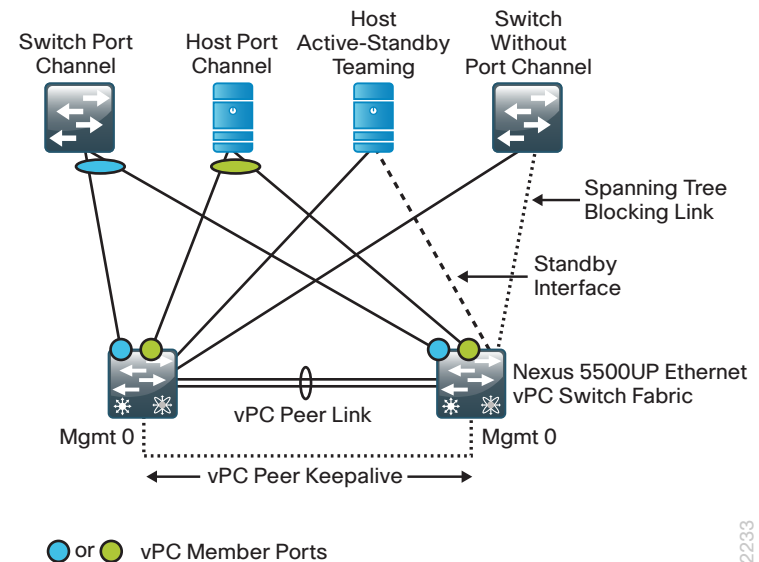 Switch Port
Channel
Host Port
Channel
Host
Active-Standby
Teaming
Switch
Without
Port Channel
Spanning Tree
Blocking Link
Standby
Interface
Nexus 5500UP Ethernet
vPC Switch Fabric
vPC Peer Link
Mgmt 0
Mgmt 0
vPC Peer Keepalive
or
vPC Member Ports
2233